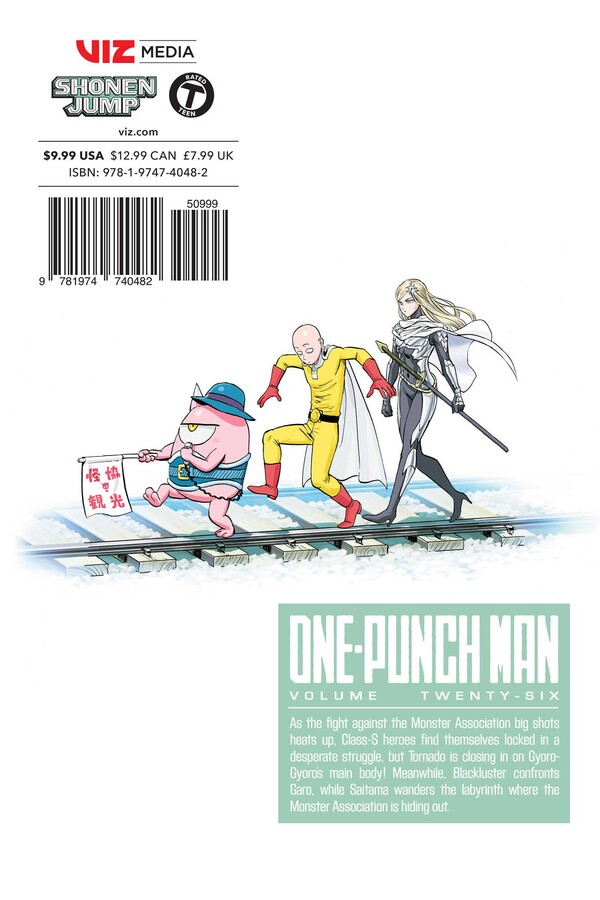 VIZ MEDIA
SHONEN
JUMP
RATED
T
TEEN
viz.com
$9.99 USA $12.99 CAN £7.99 UK
ISBN: 978-1-9747-4048-2
50999
9 781974 740482
怪協
観光
ONE-PUNCH MAN
VOLUME TWENTY-SIX
As the fight against the Monster Association big shots
heats up, Class-S heroes find themselves locked in a
desperate struggle, but Tornado is closing in on Gyoro-
Gyoro's main body! Meanwhile, Blackluster confronts
Garo, while Saitama wanders the labyrinth where the
Monster Association is hiding out.